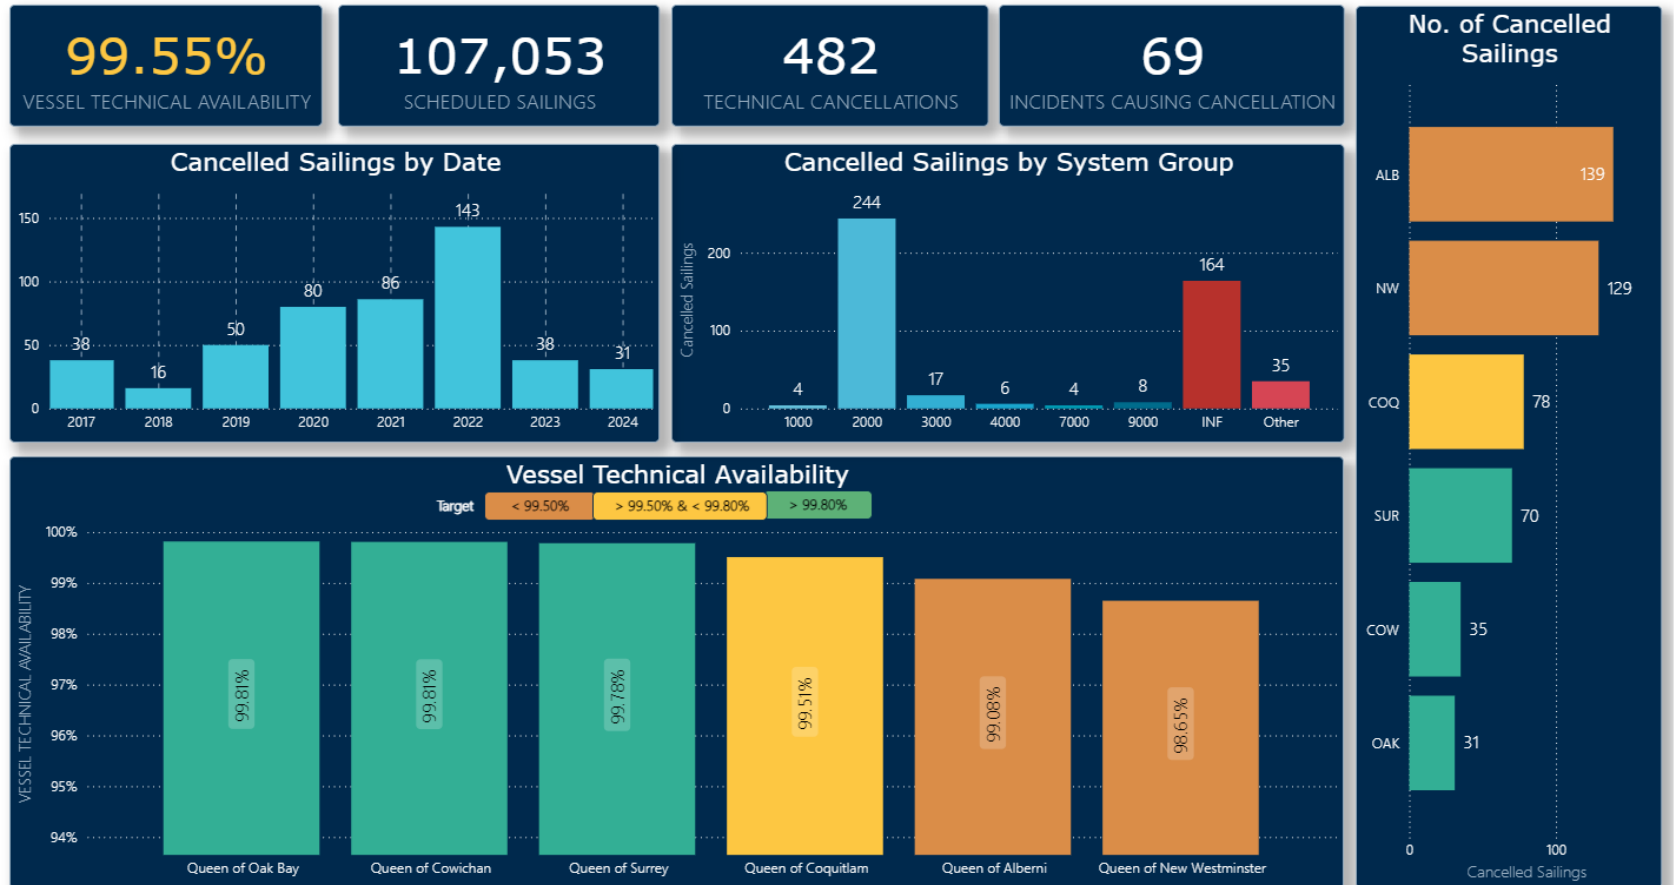 99.55%
VESSEL TECHNICAL AVAILABILITY
107,053
SCHEDULED SAILINGS
482
TECHNICAL CANCELLATIONS
69
INCIDENTS CAUSING CANCELLATION
Cancelled Sailings by Date
150
100
50
0
38
16
50
80
86
143
38
31
2017 2018 2019 2020 2021 2022 2023 2024
Cancelled Sailings by System Group
Cancelled Sailings
200
100
0
4
244
17
6
4
8
164
35
1000 2000 3000 4000 7000 9000 INF Other
Vessel Technical Availability
Target < 99.50% > 99.50% & < 99.80% > 99.80%
VESSEL TECHNICAL AVAILABILITY
100%
99%
98%
97%
96%
95%
94%
99.81%
99.81%
99.78%
99.51%
99.08%
98.65%
Queen of Oak Bay Queen of Cowichan Queen of Surrey Queen of Coquitlam Queen of Alberni Queen of New Westminster
No. of Cancelled
Sailings
ALB 139
NW 129
COQ 78
SUR 70
COW 35
OAK 31
0 100
Cancelled Sailings